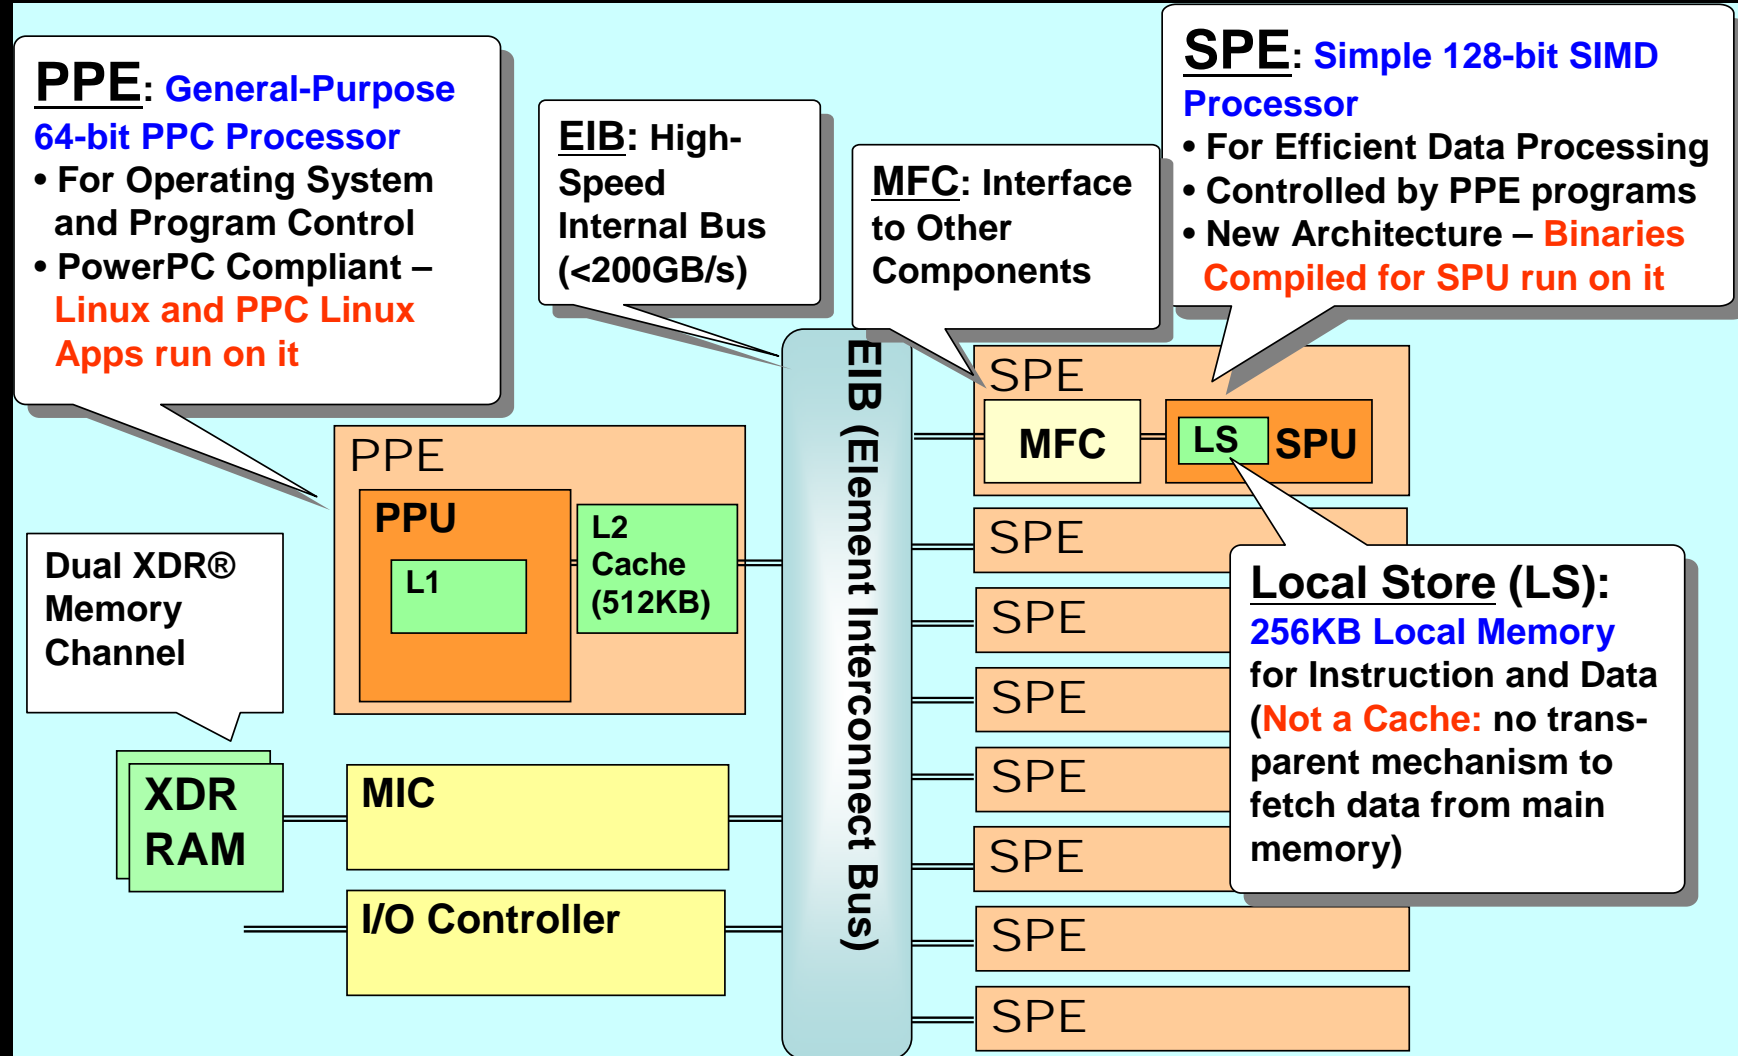 PPE: General-Purpose
64-bit PPC Processor
• For Operating System
and Program Control
• PowerPC Compliant –
Linux and PPC Linux
Apps run on it
EIB: High-
Speed
Internal Bus
(<200GB/s)
MFC: Interface
to Other
Components
SPE: Simple 128-bit SIMD
Processor
• For Efficient Data Processing
• Controlled by PPE programs
• New Architecture – Binaries
Compiled for SPU run on it
PPE
PPU
L1
L2
Cache
(512KB)
Dual XDR®
Memory
Channel
XDR
RAM
MIC
I/O Controller
EIB (Element Interconnect Bus)
SPE
MFC
LS
SPU
SPE
SPE
SPE
SPE
SPE
SPE
SPE
Local Store (LS):
256KB Local Memory
for Instruction and Data
(Not a Cache: no trans-
parent mechanism to
fetch data from main
memory)